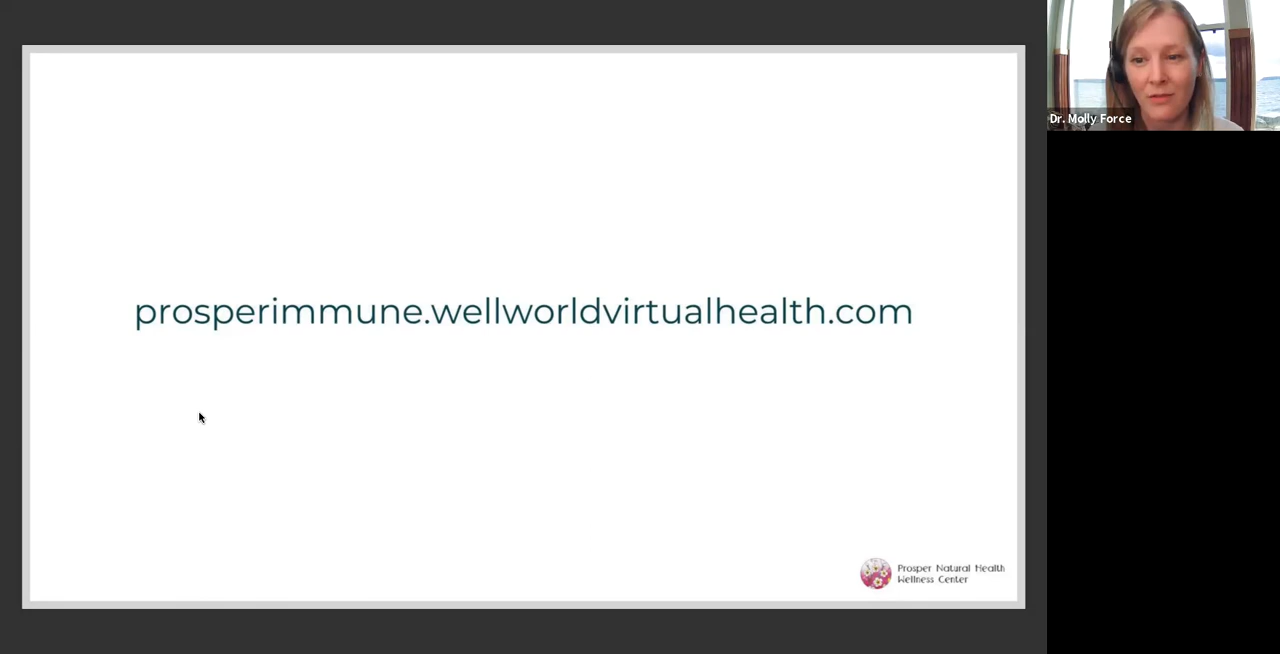 Dr. Molly Force
prosperimmune.wellworldvirtualhealth.com
Prosper Natural Health
Wellness Center